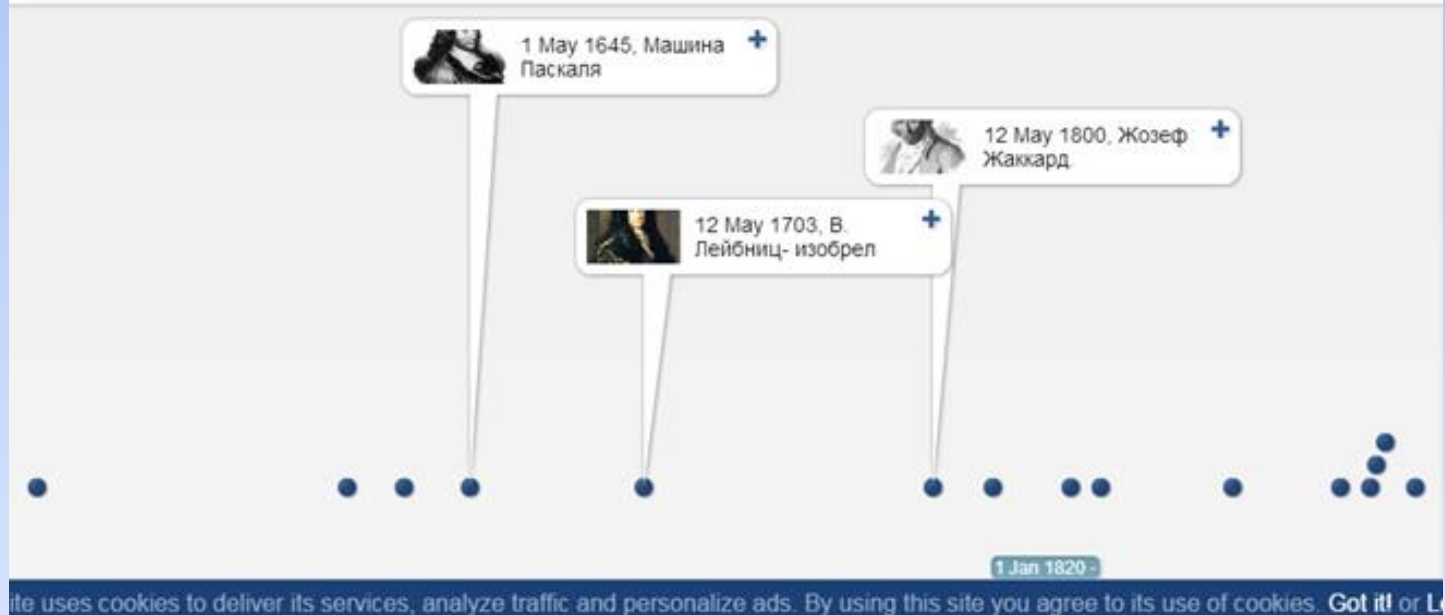 1 May 1645, Машина
Паскаля
12 May 1800, Жозеф
Жаккард.
12 May 1703, В.
Лейбниц- изобрел
1 Jan 1820 -
ite uses cookies to deliver its services, analyze traffic and personalize ads. By using this site you agree to its use of cookies. Got it! or L